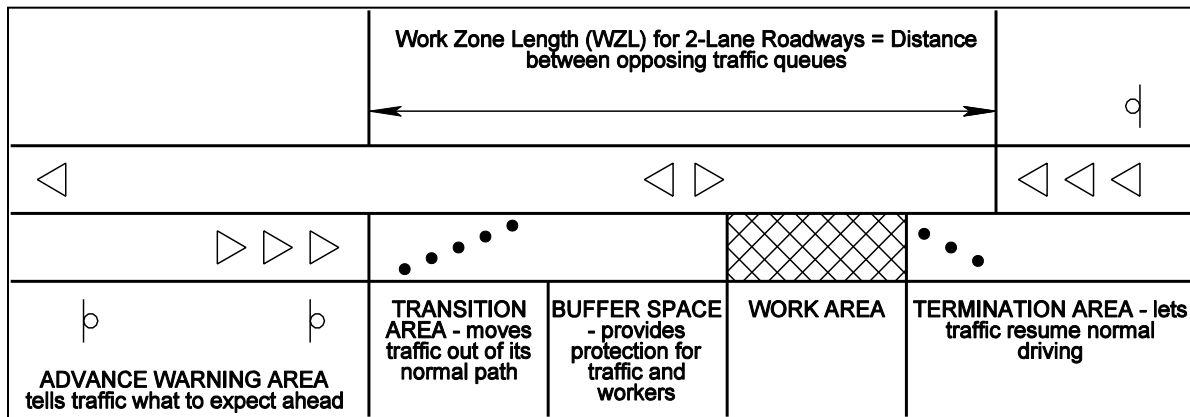 Work Zone Length (WZL) for 2-Lane Roadways = Distance
between opposing traffic queues
TRANSITION
AREA - moves
traffic out of its
normal path
BUFFER SPACE
- provides
protection for
traffic and
workers
WORK AREA
TERMINATION AREA - lets
traffic resume normal
driving
ADVANCE WARNING AREA
tells traffic what to expect ahead